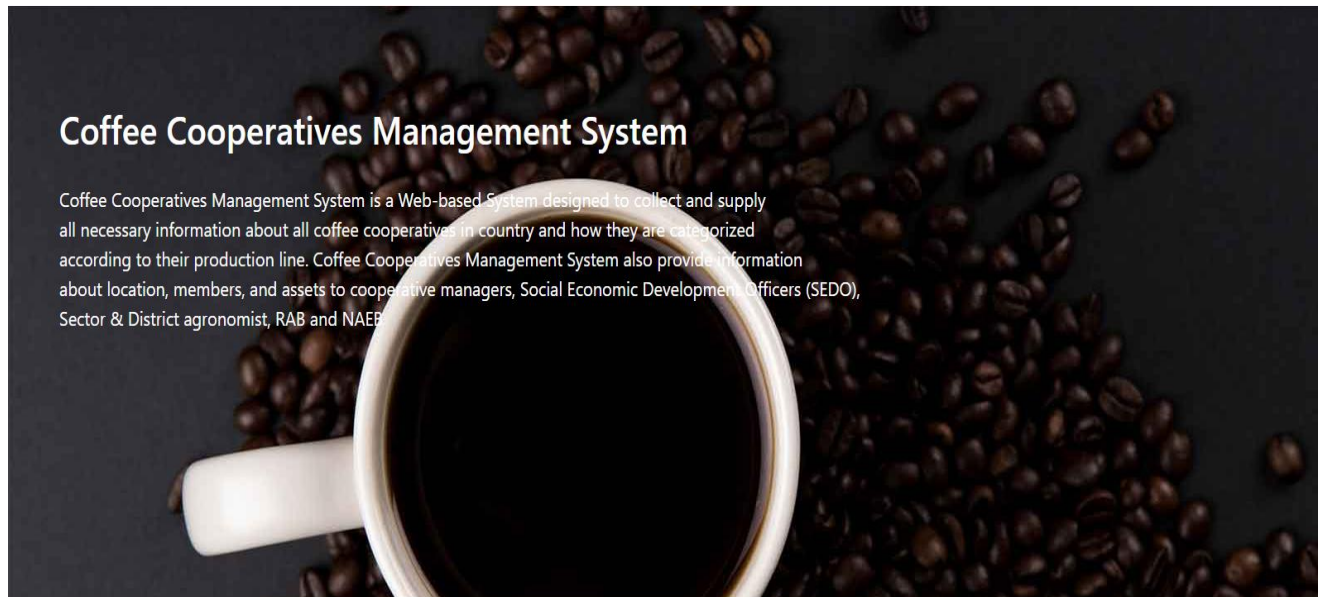 Coffee Cooperatives Management System
Coffee Cooperatives Management System is a Web-based System designed to collect and supply
all necessary information about all coffee cooperatives in country and how they are categorized
according to their production line. Coffee Cooperatives Management System also provide information
about location, members, and assets to cooperative managers, Social Economic Development Officers (SEDO),
Sector & District agronomist, RAB and NAEB